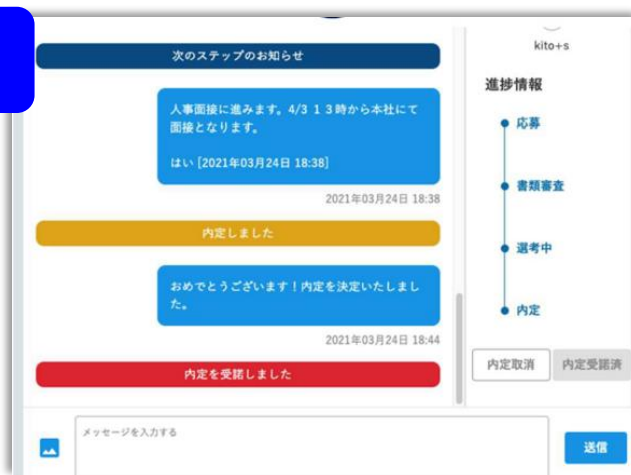 次のステップのお知らせ
人事面接に進みます。4/3 １３時から本社にて
面接となります。
はい [2021年03月24日 18:38]
2021年03月24日 18:38
内定しました
おめでとうございます！内定を決定いたしまし
た。
2021年03月24日 18:44
内定を受諾しました
メッセージを入力する
送信
kito+s
進捗情報
応募
書類審査
選考中
内定
内定取消
内定受諾済